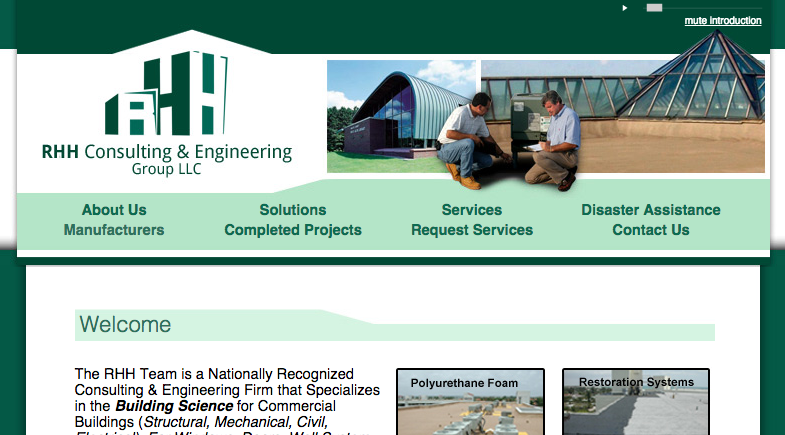 mute introduction
RHH
RHH Consulting & Engineering
Group LLC
About Us
Solutions
Services
Disaster Assistance
Manufacturers
Completed Projects
Request Services
Contact Us
Welcome
The RHH Team is a Nationally Recognized
Consulting & Engineering Firm that Specializes
in the Building Science for Commercial
Buildings (Structural, Mechanical, Civil,
Polyurethane Foam
Restoration Systems